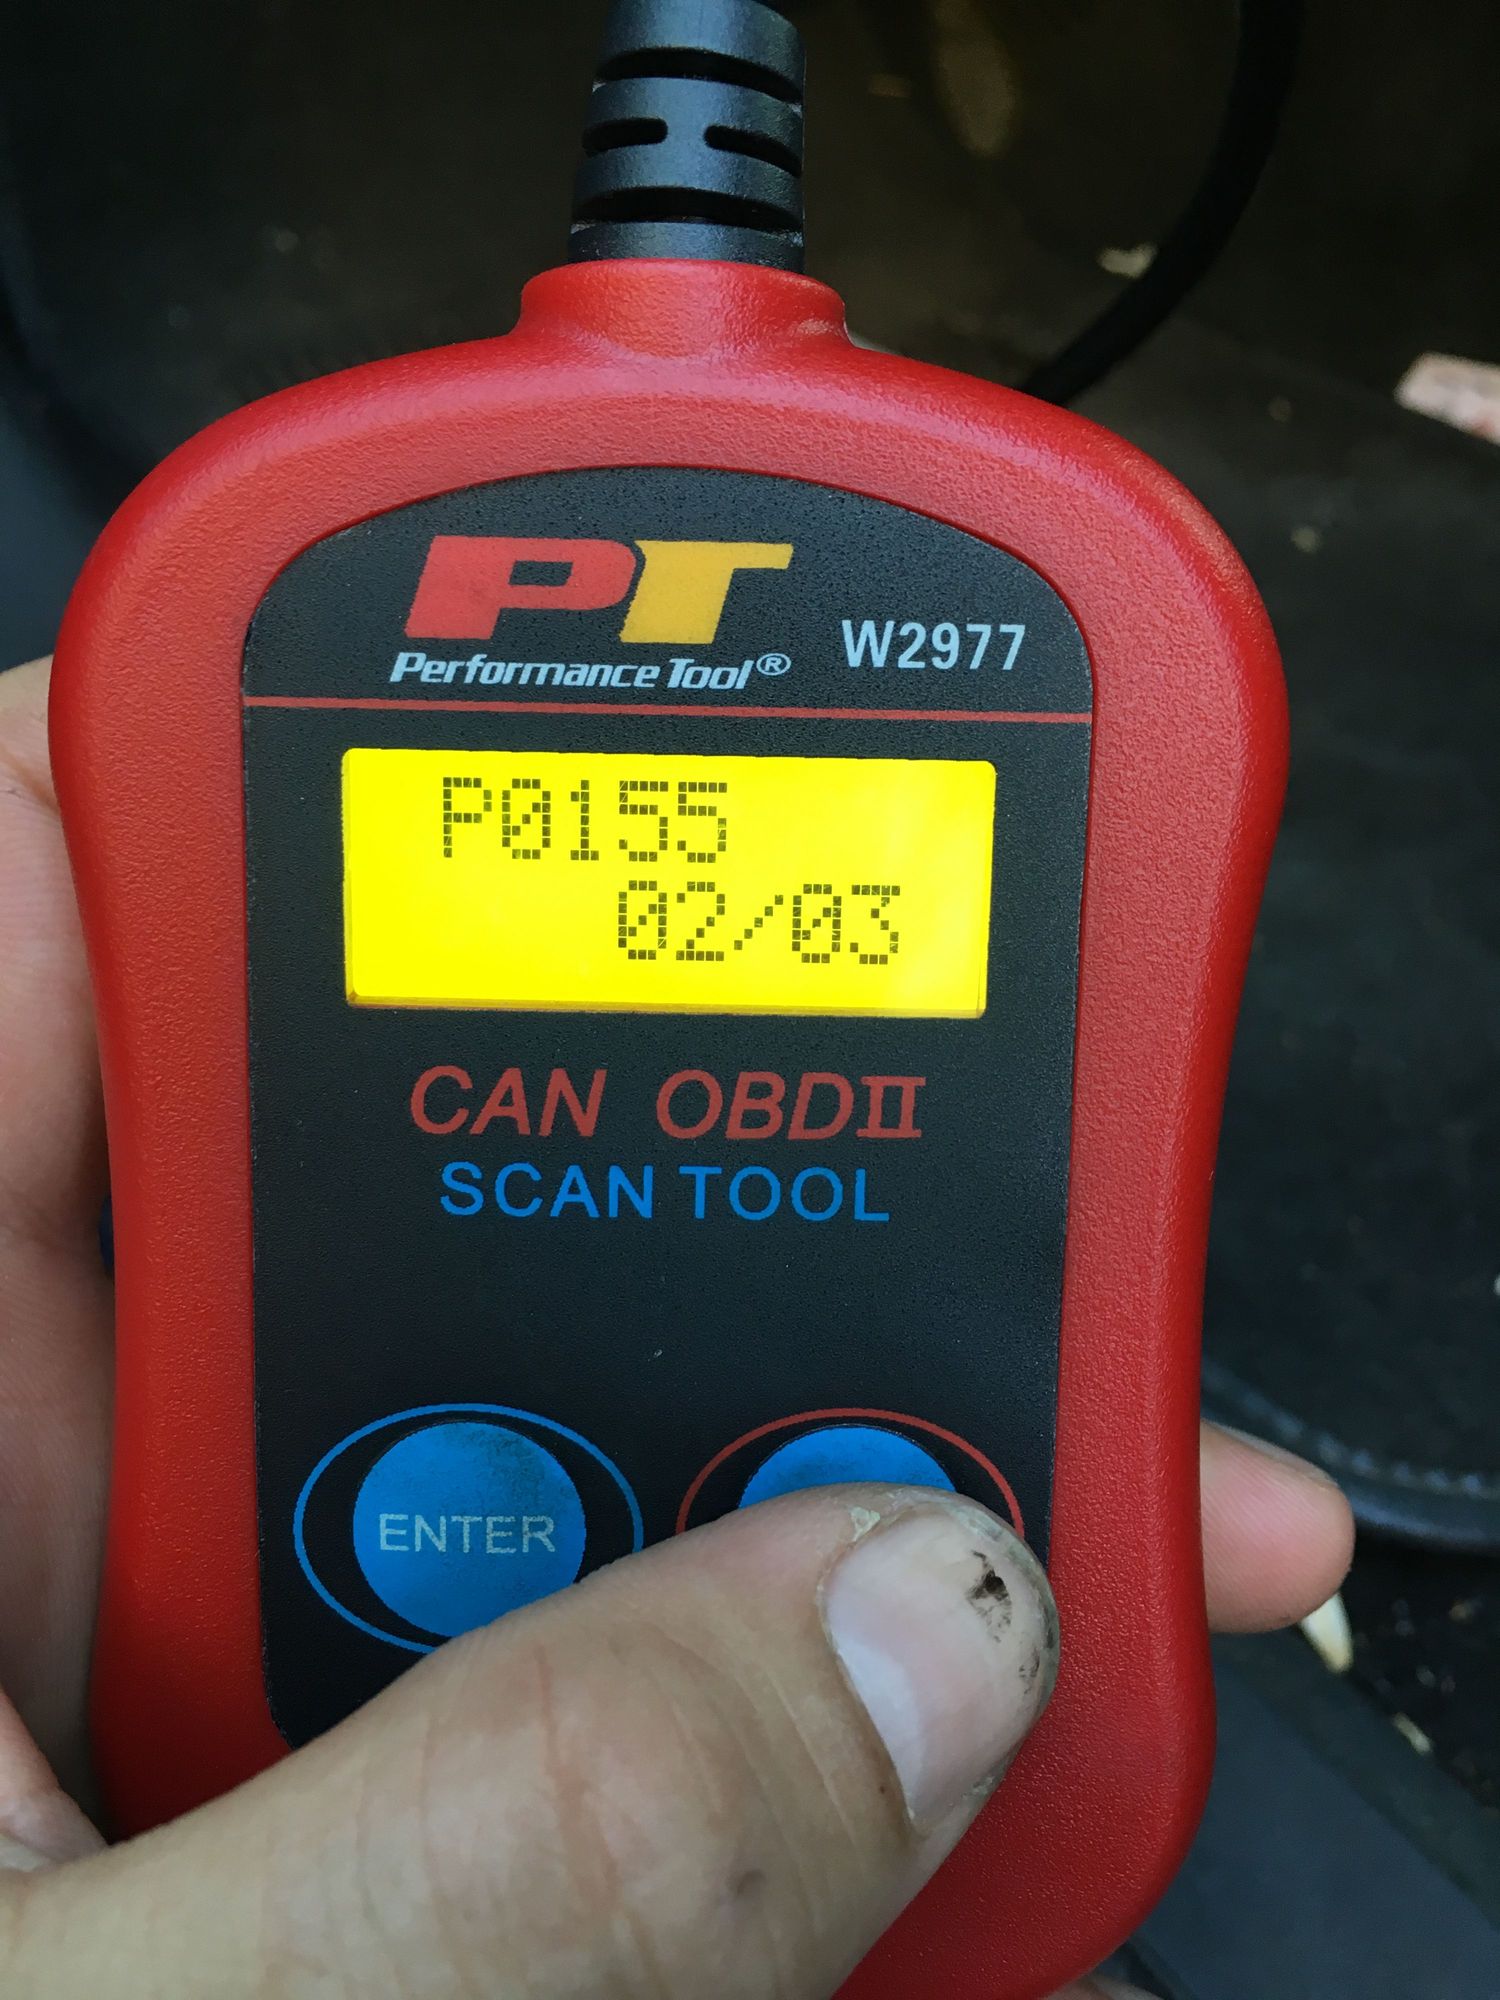 PT
Performance Tool®
W2977
P0155
02/03
CAN OBDII
SCAN TOOL
ENTER